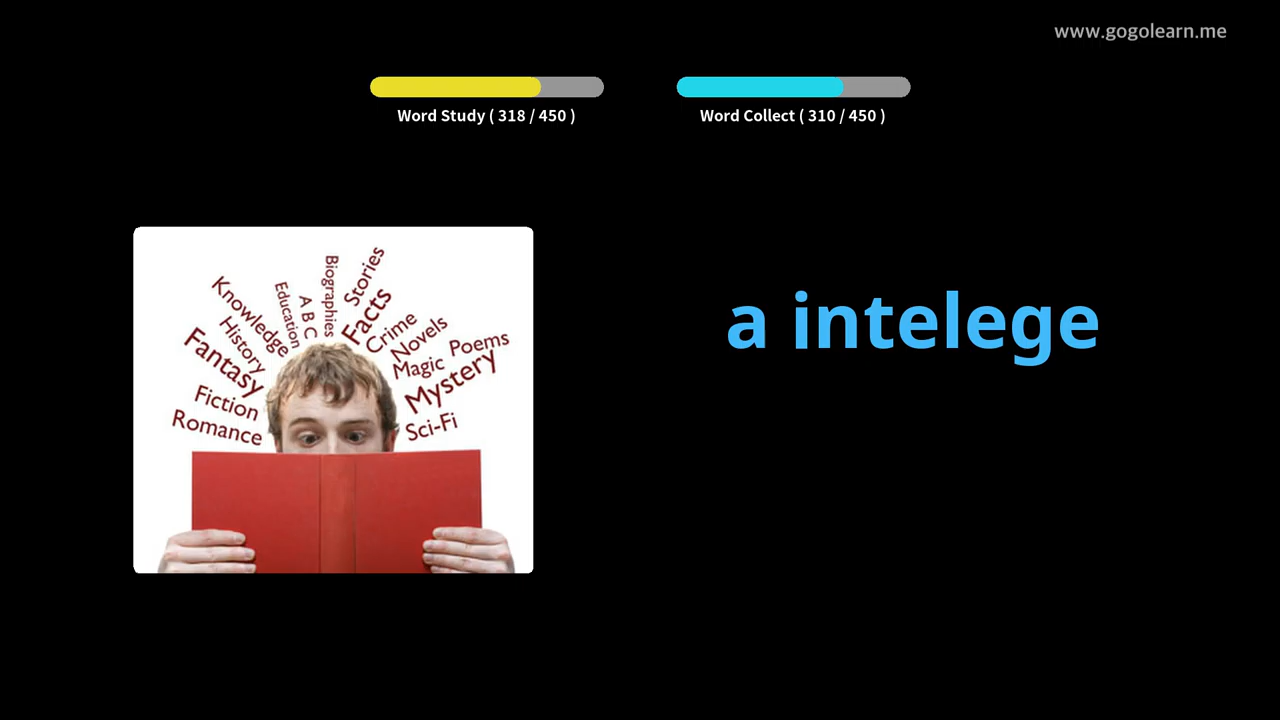 www.gogolearn.me
Word Study ( 318 / 450 )
Word Collect ( 310 / 450 )
a intelege
Biographies
Stories
Knowledge
Education
A B C
Facts
Crime
History
Novels
Fantasy
Magic
Poems
Mystery
Fiction
Romance
Sci-Fi